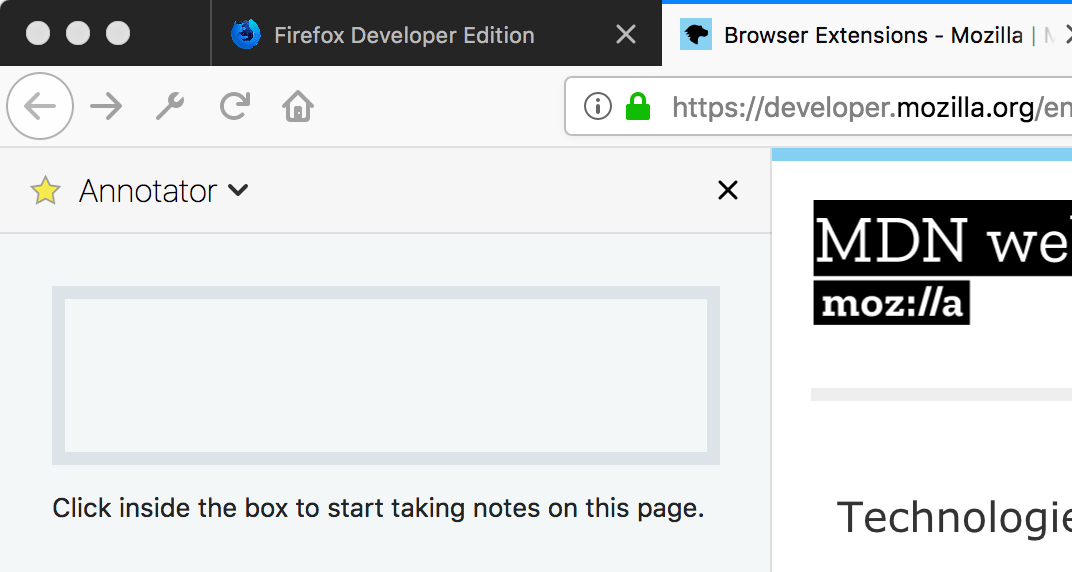 Firefox Developer Edition
Browser Extensions - Mozilla | M
https://developer.mozilla.org/en
Annotator
MDN we
moz://a
Click inside the box to start taking notes on this page.
Technologie